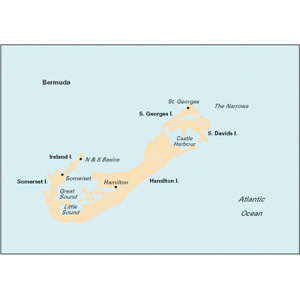 Bermuda
St. Georges
The Narrows
S. Georges I.
S. Davide I.
Castle
Harbour
Ireland I.
N & S Basins
Somerset I.
Somerset
Hamilton
Hamilton I.
Great
Sound
Little
Sound
Atlantic
Ocean